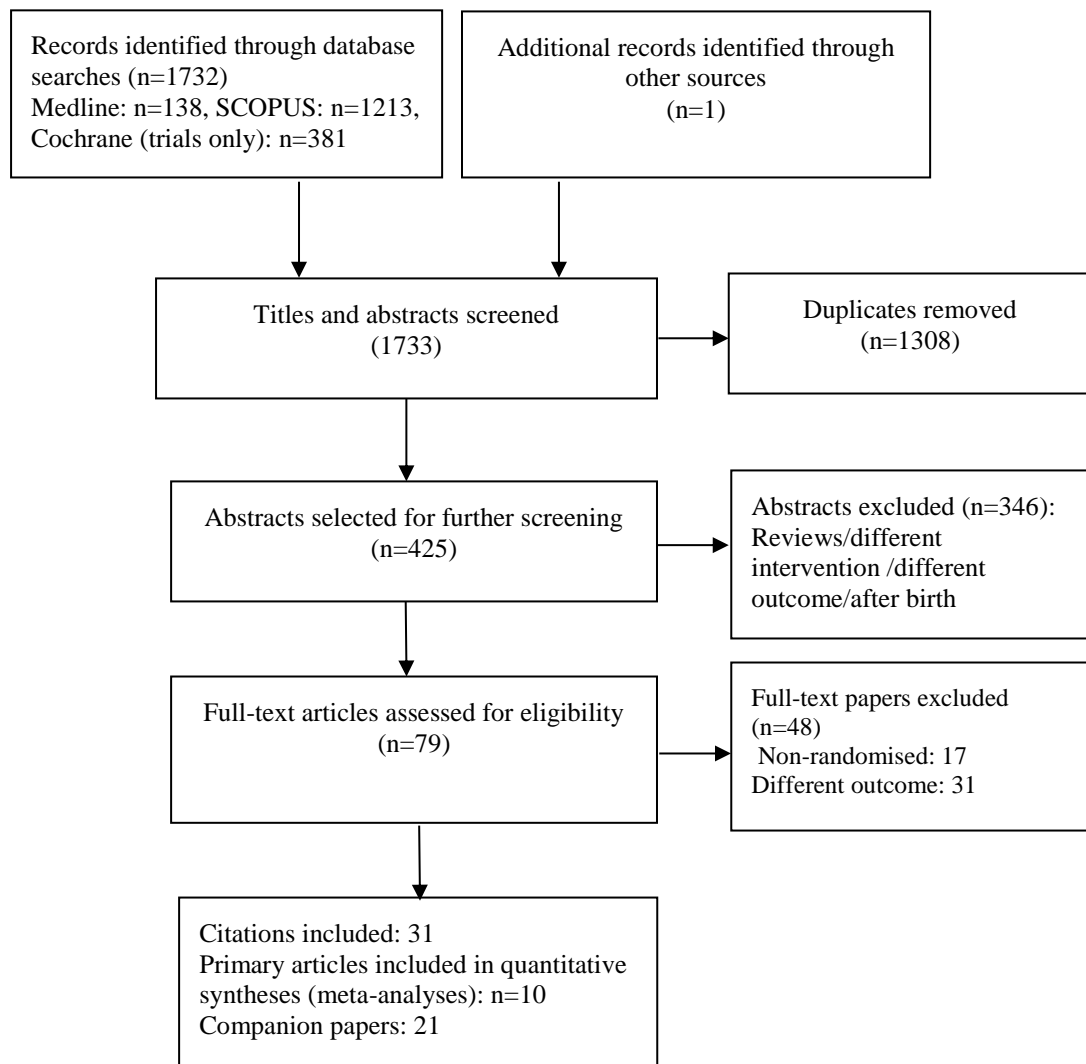 Records identified through database
searches (n=1732)
Medline: n=138, SCOPUS: n=1213,
Cochrane (trials only): n=381
Additional records identified through
other sources
(n=1)
Titles and abstracts screened
(1733)
Duplicates removed
(n=1308)
Abstracts selected for further screening
(n=425)
Abstracts excluded (n=346):
Reviews/different
intervention /different
outcome/after birth
Full-text articles assessed for eligibility
(n=79)
Full-text papers excluded
(n=48)
Non-randomised: 17
Different outcome: 31
Citations included: 31
Primary articles included in quantitative
syntheses (meta-analyses): n=10
Companion papers: 21